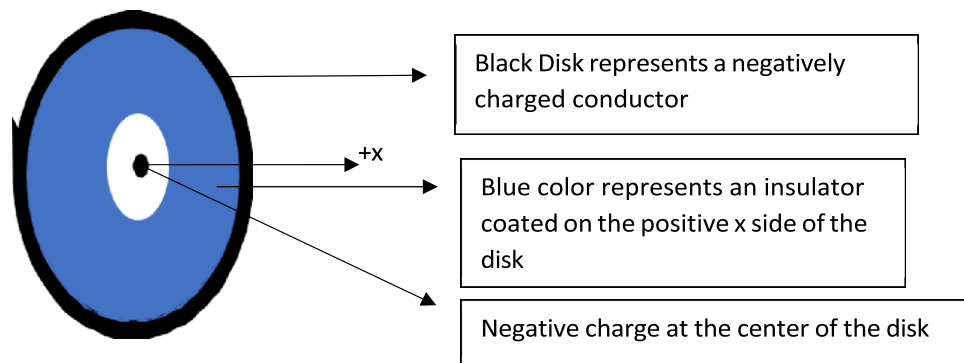 Black Disk represents a negatively
charged conductor
+x
Blue color represents an insulator
coated on the positive x side of the
disk
Negative charge at the center of the disk